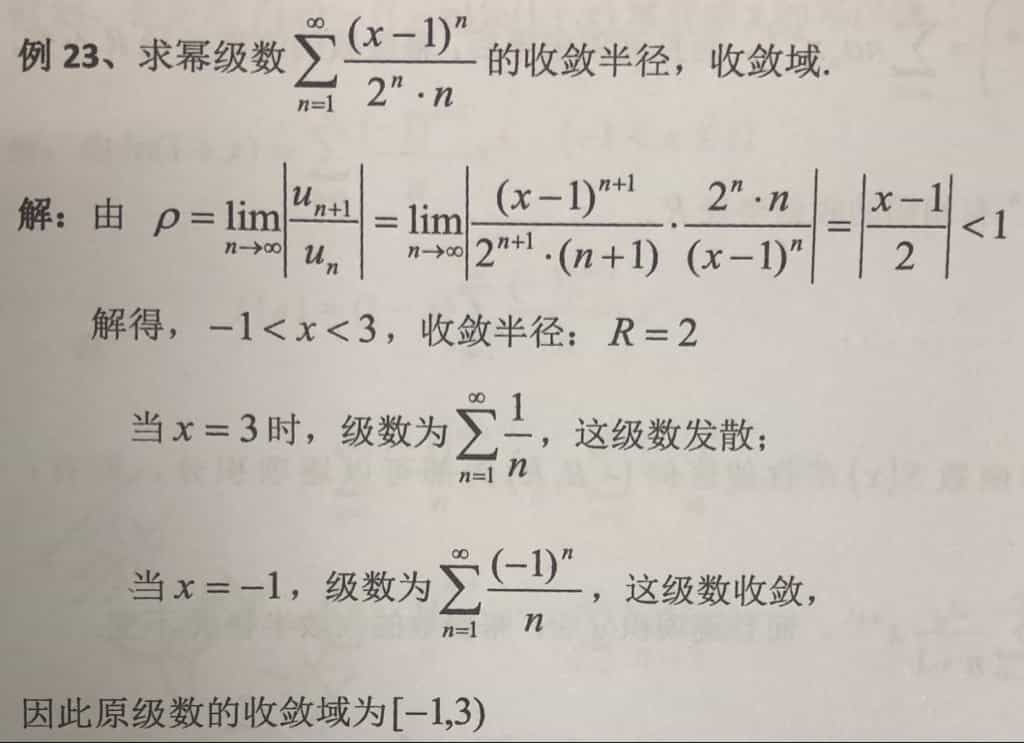 例 23、求幂级数 $\sum_{n=1}^{\infty} \frac{(x-1)^n}{2^n \cdot n}$ 的收敛半径，收敛域.
解：由 $\rho = \lim_{n \to \infty} \left| \frac{u_{n+1}}{u_n} \right| = \lim_{n \to \infty} \left| \frac{(x-1)^{n+1}}{2^{n+1} \cdot (n+1)} \cdot \frac{2^n \cdot n}{(x-1)^n} \right| = \left| \frac{x-1}{2} \right| < 1$
解得，$-1 < x < 3$，收敛半径：$R = 2$
当 $x = 3$ 时，级数为 $\sum_{n=1}^{\infty} \frac{1}{n}$，这级数发散；
当 $x = -1$，级数为 $\sum_{n=1}^{\infty} \frac{(-1)^n}{n}$，这级数收敛，
因此原级数的收敛域为 $[-1,3)$